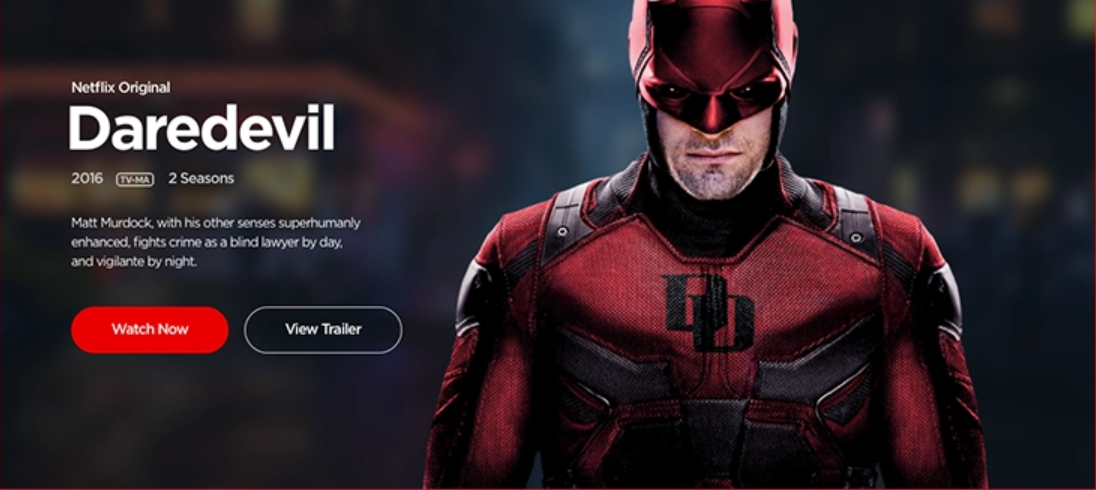 Netflix Original
Daredevil
2016 TV-MA 2 Seasons
Matt Murdock, with his other senses superhumanly
enhanced, fights crime as a blind lawyer by day,
and vigilante by night.
Watch Now View Trailer
DD